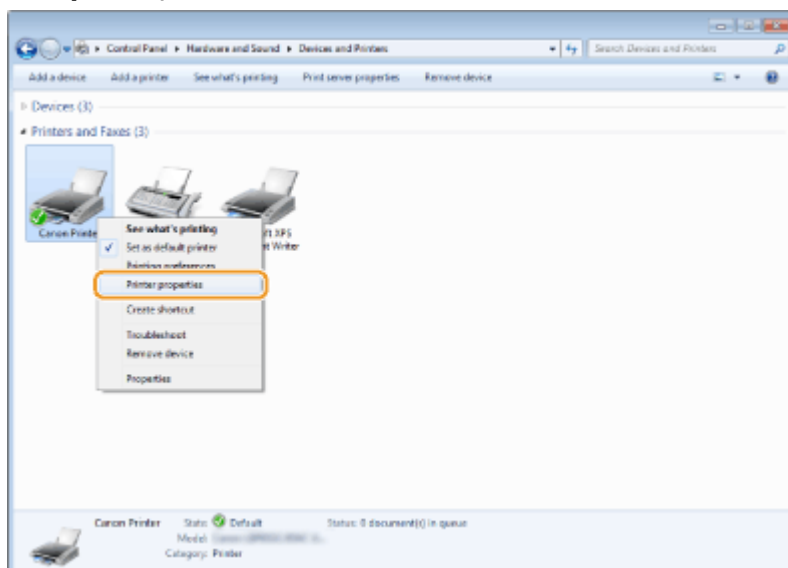 Control Panel ▸ Hardware and Sound ▸ Devices and Printers
Search Devices and Printers
Add a device Add a printer See what's printing Print server properties Remove device
Devices (3)
Printers and Faxes (3)
Canon Printe
XPS
Writer
See what's printing
Set as default printer
Printing preferences
Printer properties
Create shortcut
Troubleshoot
Remove device
Properties
Canon Printer State: Default Status: 0 document(s) in queue
Model:
Category: Printer